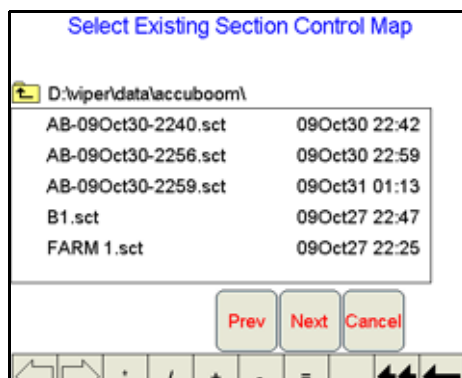 Select Existing Section Control Map
D:\viper\data\accuboom\
AB-09Oct30-2240.sct 09Oct30 22:42
AB-09Oct30-2256.sct 09Oct30 22:59
AB-09Oct30-2259.sct 09Oct31 01:13
B1.sct 09Oct27 22:47
FARM 1.sct 09Oct27 22:25
Prev Next Cancel